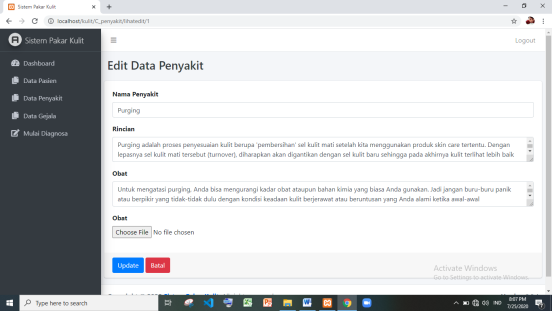 Sistem Pakar Kulit
localhost/kulit/C_penyakit/lihatedit/1
Sistem Pakar Kulit
Logout
Dashboard
Data Pasien
Data Penyakit
Data Gejala
Mulai Diagnosa
Edit Data Penyakit
Nama Penyakit
Purging
Rincian
Purging adalah proses penyesuaian kulit berupa 'pembersihan' sel kulit mati setelah kita menggunakan produk skin care tertentu. Dengan
lepasnya sel kulit mati tersebut (turnover), diharapkan akan digantikan dengan sel kulit baru sehingga pada akhirnya kulit terlihat lebih baik
Obat
Untuk mengatasi purging, Anda bisa mengurangi kadar obat ataupun bahan kimia yang biasa Anda gunakan. Jadi jangan buru-buru panik
atau berpikir yang tidak-tidak dulu dengan kondisi keadaan kulit berjerawat atau beruntusan yang Anda alami ketika awal-awal
Obat
Choose File No file chosen
Update
Batal
Activate Windows
Go to Settings to activate Windows.
Type here to search
IND
8:07 PM
7/25/2020